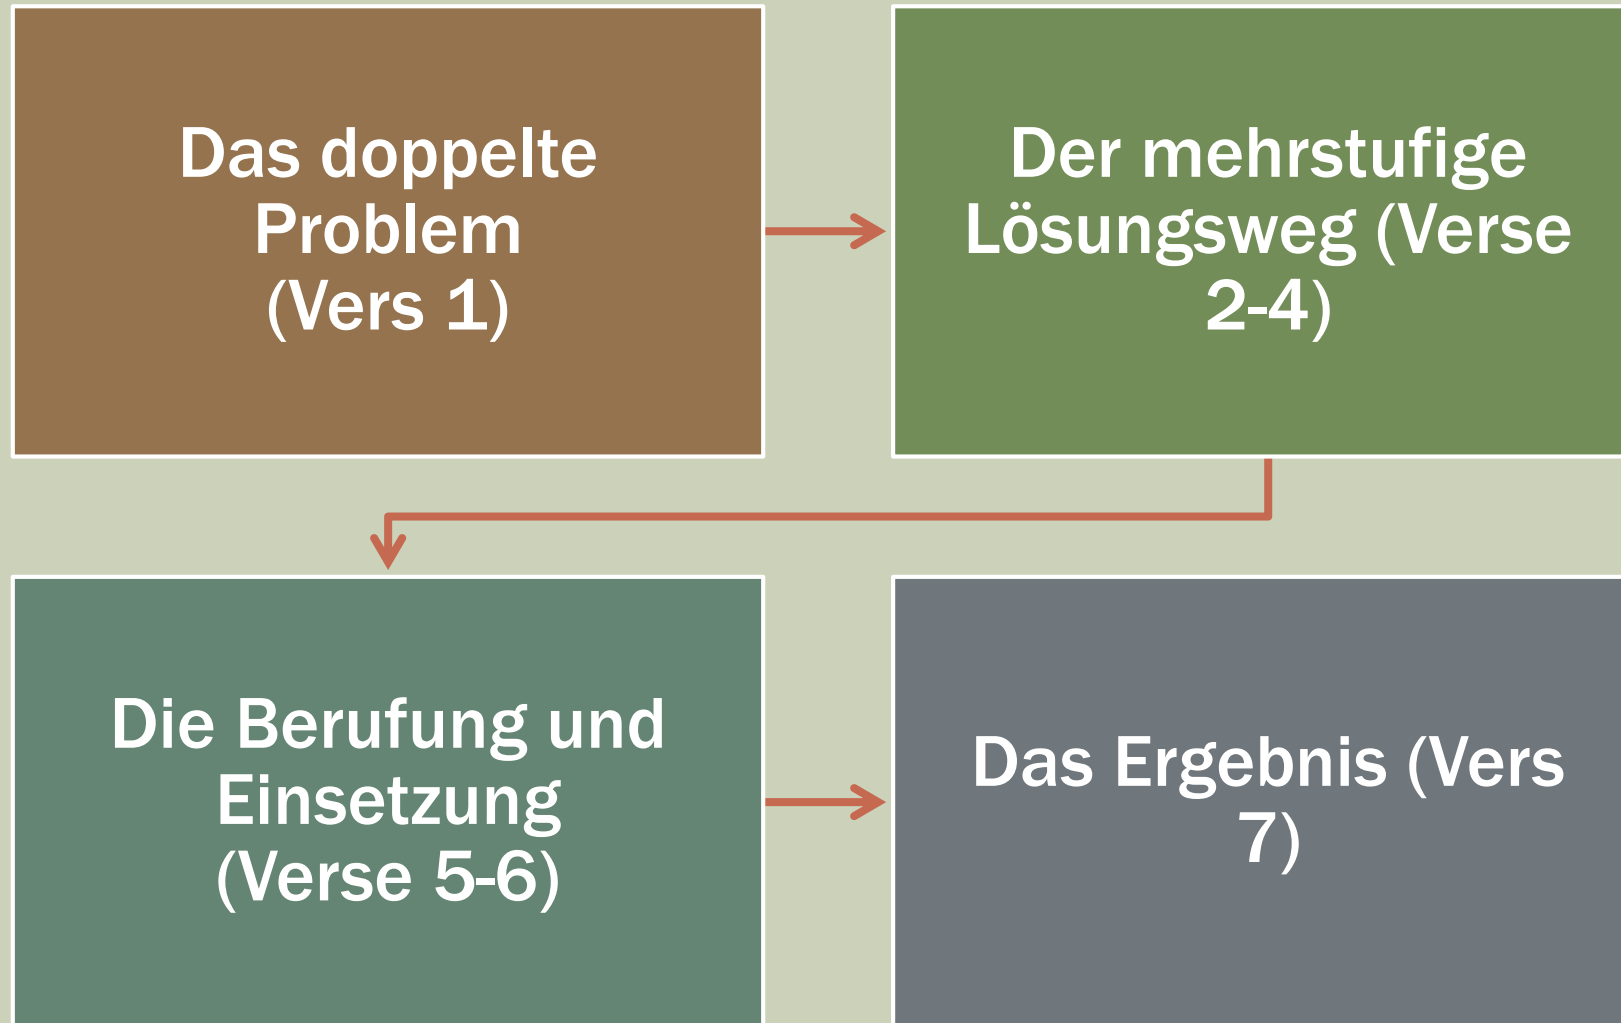 Das doppelte
Problem
(Vers 1)
Der mehrstufige
Lösungsweg (Verse
2-4)
Die Berufung und
Einsetzung
(Verse 5-6)
Das Ergebnis (Vers
7)